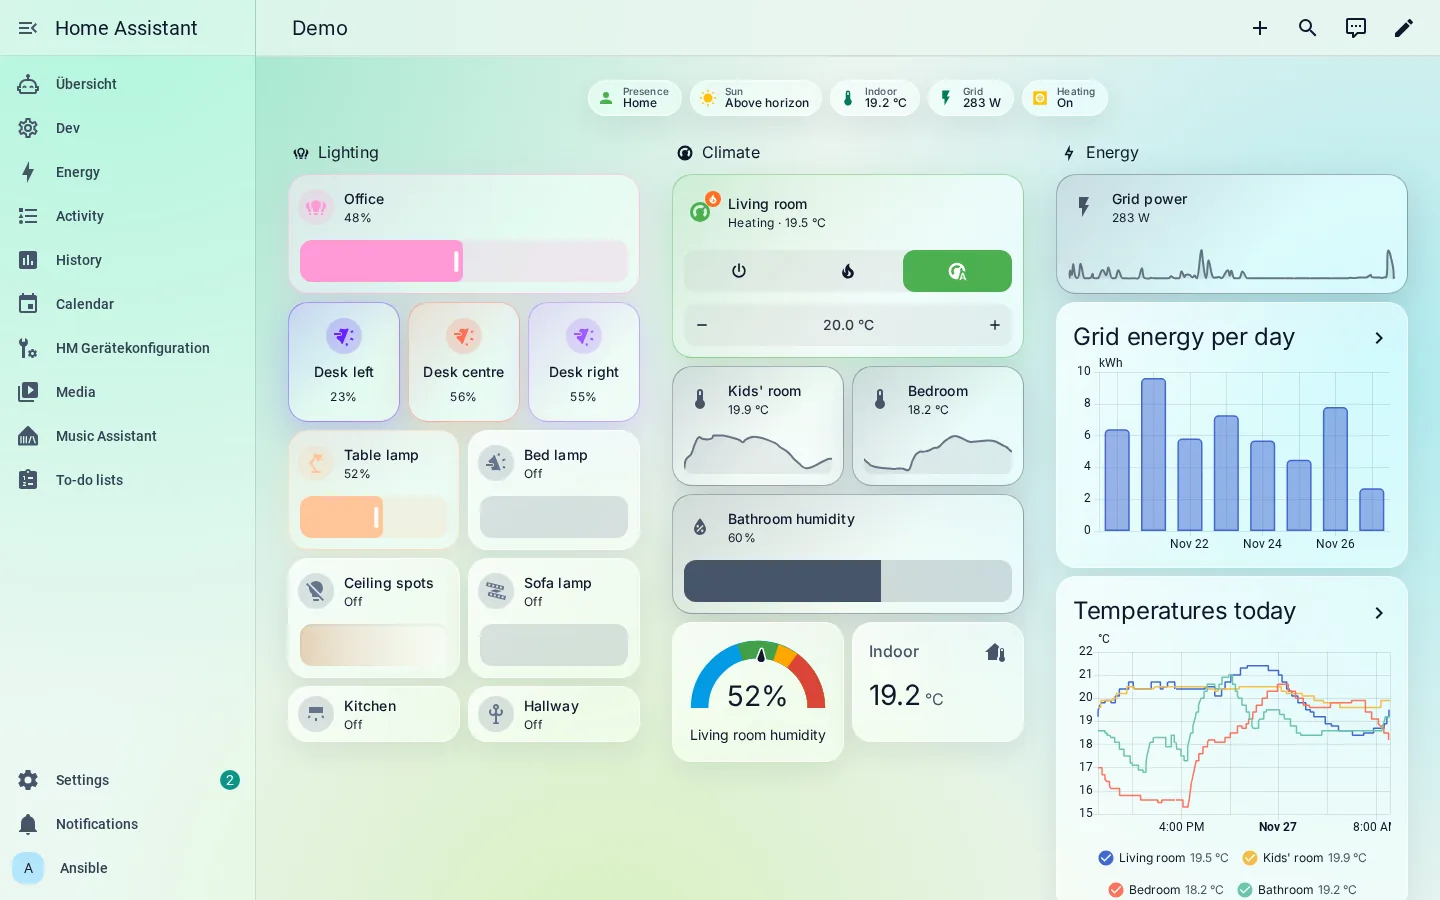 Home Assistant
Demo
Übersicht
Dev
Energy
Activity
History
Calendar
HM Gerätekonfiguration
Media
Music Assistant
To-do lists
Settings
2
Notifications
A
Ansible
Presence
Home
Sun
Above horizon
Indoor
19.2 °C
Grid
283 W
Heating
On
Lighting
Office
48%
Desk left
23%
Desk centre
56%
Desk right
55%
Table lamp
52%
Bed lamp
Off
Ceiling spots
Off
Sofa lamp
Off
Kitchen
Off
Hallway
Off
Climate
Living room
Heating · 19.5 °C
A
20.0 °C
Kids' room
19.9 °C
Bedroom
18.2 °C
Bathroom humidity
60%
52%
Living room humidity
Indoor
19.2 °C
Energy
Grid power
283 W
Grid energy per day
kWh
10
8
6
4
2
0
Nov 22 Nov 24 Nov 26
Temperatures today
°C
22
21
20
19
18
17
16
15
4:00 PM Nov 27 8:00 AM
Living room 19.5 °C Kids' room 19.9 °C
Bedroom 18.2 °C Bathroom 19.2 °C